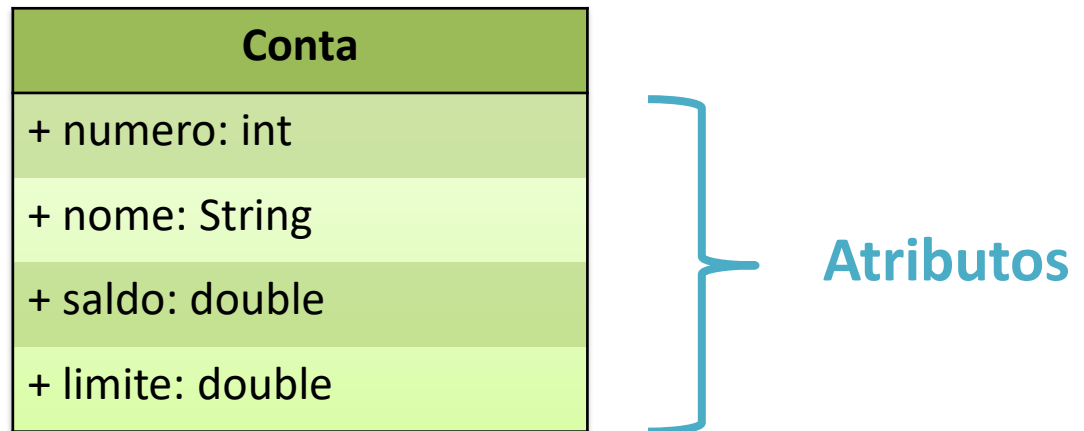 Conta
+ numero: int
+ nome: String
+ saldo: double
+ limite: double
Atributos